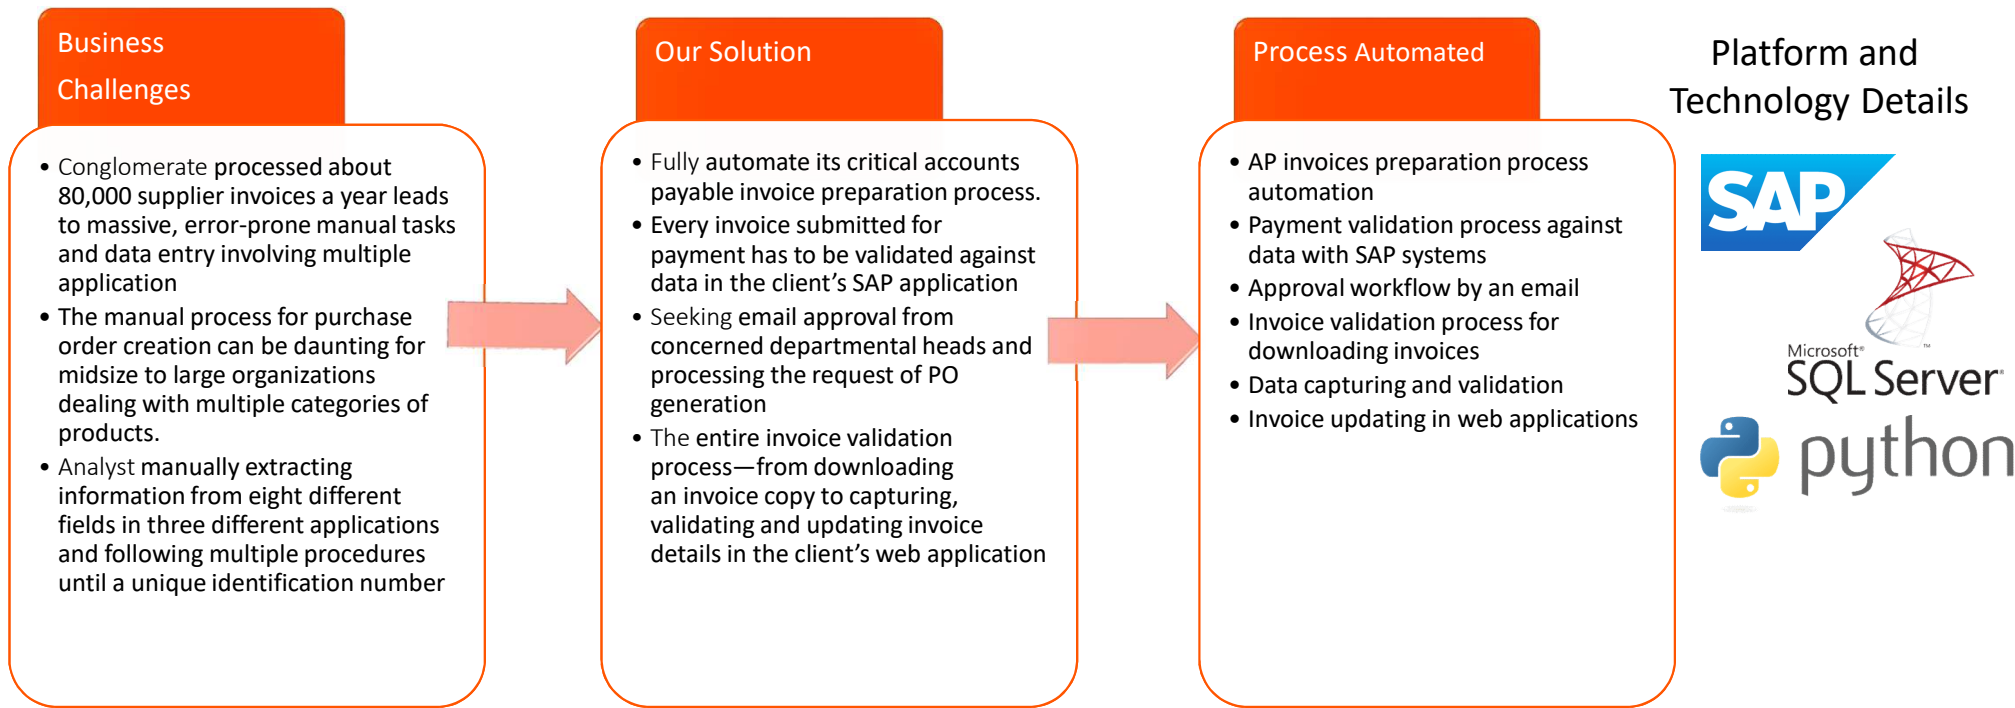 Business
Challenges
• Conglomerate processed about
80,000 supplier invoices a year leads
to massive, error-prone manual tasks
and data entry involving multiple
application
• The manual process for purchase
order creation can be daunting for
midsize to large organizations
dealing with multiple categories of
products.
• Analyst manually extracting
information from eight different
fields in three different applications
and following multiple procedures
until a unique identification number
Our Solution
• Fully automate its critical accounts
payable invoice preparation process.
• Every invoice submitted for
payment has to be validated against
data in the client’s SAP application
• Seeking email approval from
concerned departmental heads and
processing the request of PO
generation
• The entire invoice validation
process—from downloading
an invoice copy to capturing,
validating and updating invoice
details in the client’s web application
Process Automated
• AP invoices preparation process
automation
• Payment validation process against
data with SAP systems
• Approval workflow by an email
• Invoice validation process for
downloading invoices
• Data capturing and validation
• Invoice updating in web applications
Platform and
Technology Details
SAP
Microsoft®
SQL Server
python